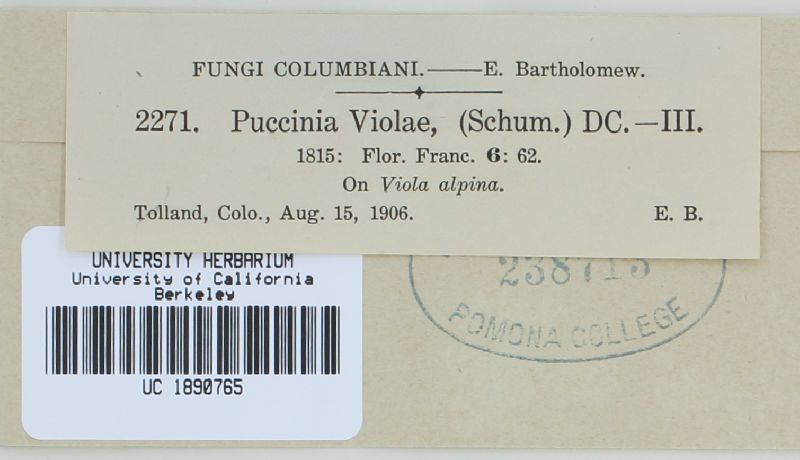 FUNGI COLUMBIANI.——E. Bartholomew.
2271. Puccinia Violae, (Schum.) DC.—III.
1815: Flor. Franc. 6: 62.
On Viola alpina.
Tolland, Colo., Aug. 15, 1906. E. B.
UNIVERSITY HERBARIUM
University of California
Berkeley
UC 1890765
238713
POMONA COLLEGE